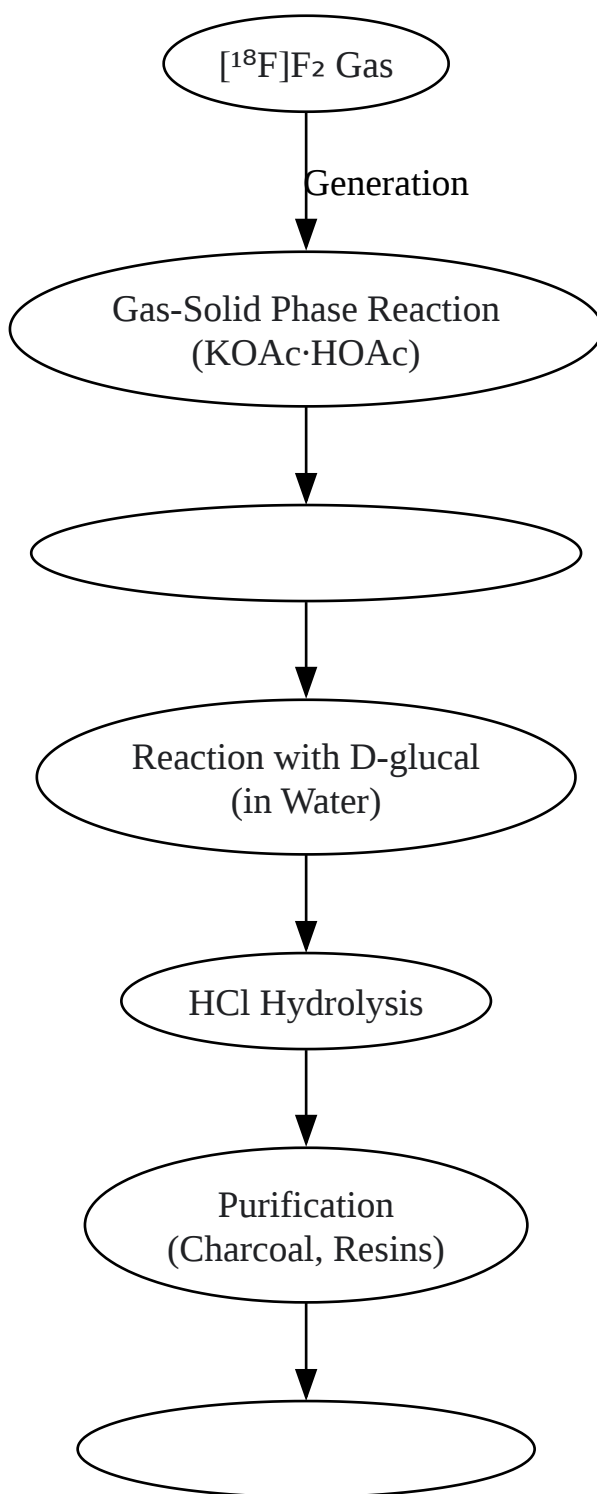 [¹⁸F]F₂ Gas
Generation
Gas-Solid Phase Reaction
(KOAc·HOAc)
Reaction with D-glucal
(in Water)
HCl Hydrolysis
Purification
(Charcoal, Resins)